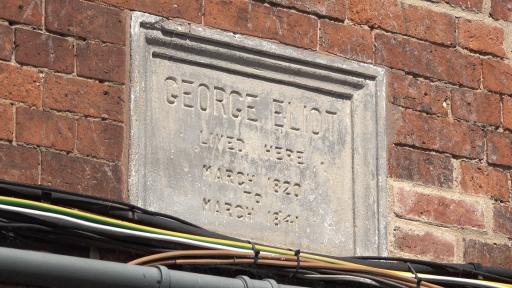 GEORGE ELIOT
LIVED HERE
MARCH 1820
TO
MARCH 1841